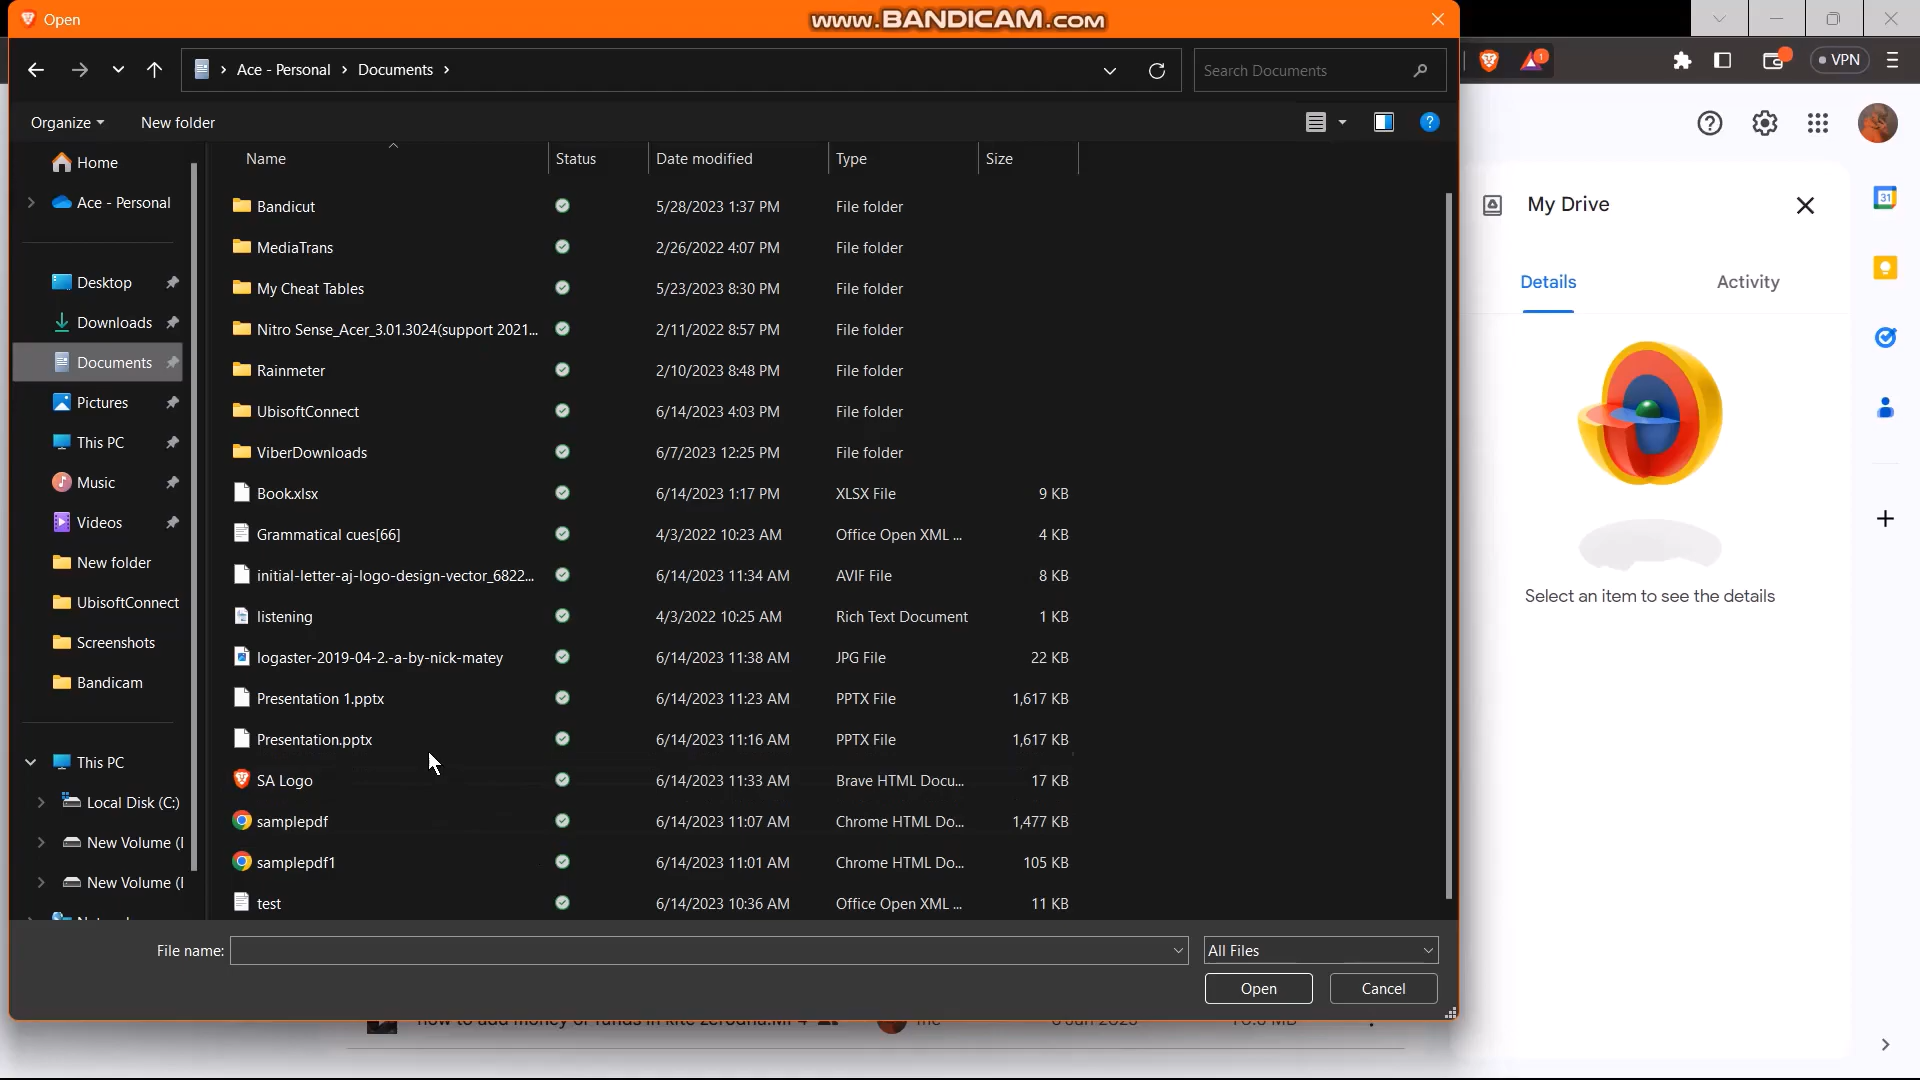 Open
www.BANDICAM.com
Ace - Personal > Documents >
Search Documents
VPN
Organize
New folder
Name
Status
Date modified
Type
Size
Home
Ace - Personal
Desktop
Downloads
Documents
Pictures
This PC
Music
Videos
New folder
UbisoftConnect
Screenshots
Bandicam
This PC
Local Disk (C:)
New Volume (
New Volume (
Bandicut 5/28/2023 1:37 PM File folder
MediaTrans 2/26/2022 4:07 PM File folder
My Cheat Tables 5/23/2023 8:30 PM File folder
Nitro Sense_Acer_3.01.3024(support 2021... 2/11/2022 8:57 PM File folder
Rainmeter 2/10/2023 8:48 PM File folder
UbisoftConnect 6/14/2023 4:03 PM File folder
ViberDownloads 6/7/2023 12:25 PM File folder
Book.xlsx 6/14/2023 1:17 PM XLSX File 9 KB
Grammatical cues[66] 4/3/2022 10:23 AM Office Open XML ... 4 KB
initial-letter-aj-logo-design-vector_6822... 6/14/2023 11:34 AM AVIF File 8 KB
listening 4/3/2022 10:25 AM Rich Text Document 1 KB
logaster-2019-04-2.-a-by-nick-matey 6/14/2023 11:38 AM JPG File 22 KB
Presentation 1.pptx 6/14/2023 11:23 AM PPTX File 1,617 KB
Presentation.pptx 6/14/2023 11:16 AM PPTX File 1,617 KB
SA Logo 6/14/2023 11:33 AM Brave HTML Docu... 17 KB
samplepdf 6/14/2023 11:07 AM Chrome HTML Do... 1,477 KB
samplepdf1 6/14/2023 11:01 AM Chrome HTML Do... 105 KB
test 6/14/2023 10:36 AM Office Open XML ... 11 KB
File name:
All Files
Open
Cancel
My Drive
Details
Activity
Select an item to see the details
31
1
how to add money or funds in kite zerodha.MP4
me